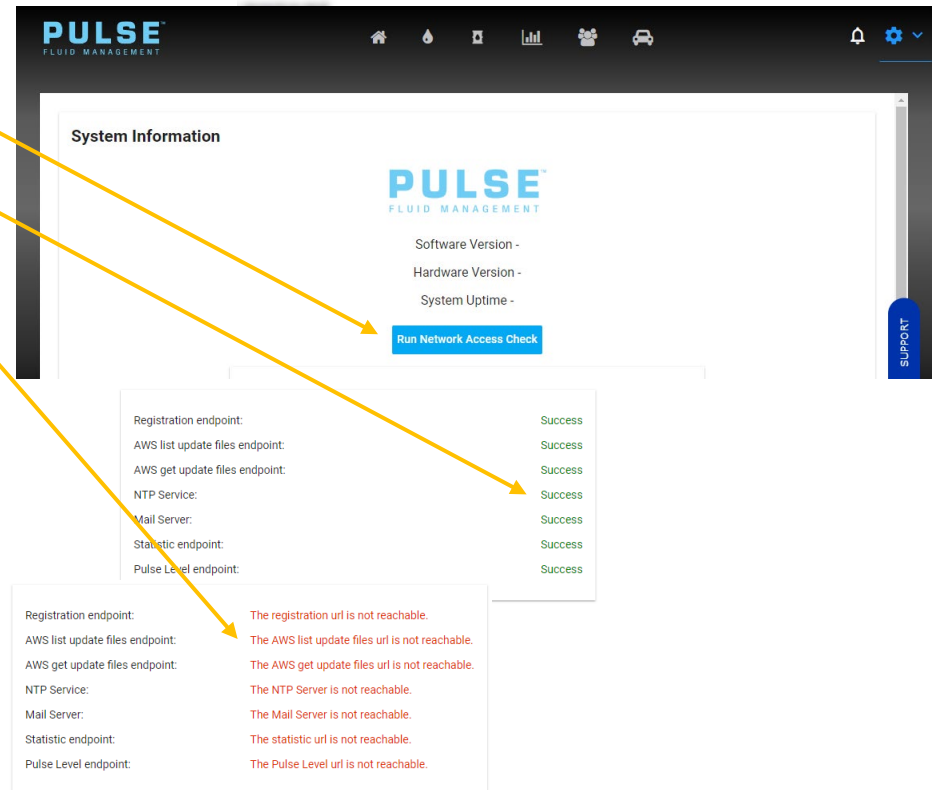 PULSE™
FLUID MANAGEMENT
System Information
PULSE™
FLUID MANAGEMENT
Software Version -
Hardware Version -
System Uptime -
Run Network Access Check
SUPPORT
Registration endpoint: Success
AWS list update files endpoint: Success
AWS get update files endpoint: Success
NTP Service: Success
Mail Server: Success
Statistic endpoint: Success
Pulse Level endpoint: Success
Registration endpoint: The registration url is not reachable.
AWS list update files endpoint: The AWS list update files url is not reachable.
AWS get update files endpoint: The AWS get update files url is not reachable.
NTP Service: The NTP Server is not reachable.
Mail Server: The Mail Server is not reachable.
Statistic endpoint: The statistic url is not reachable.
Pulse Level endpoint: The Pulse Level url is not reachable.